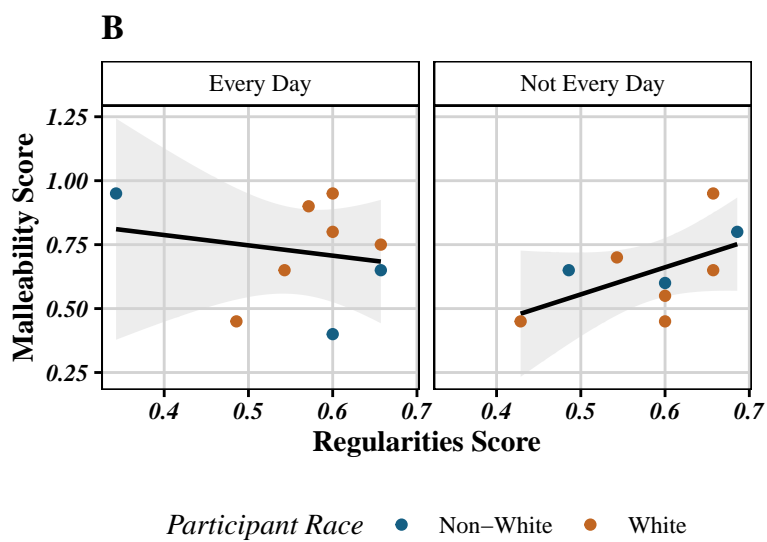 B
Every Day Not Every Day
Malleability Score
1.25
1.00
0.75
0.50
0.25
0.4 0.5 0.6 0.7 0.4 0.5 0.6 0.7
Regularities Score
Participant Race Non−White White